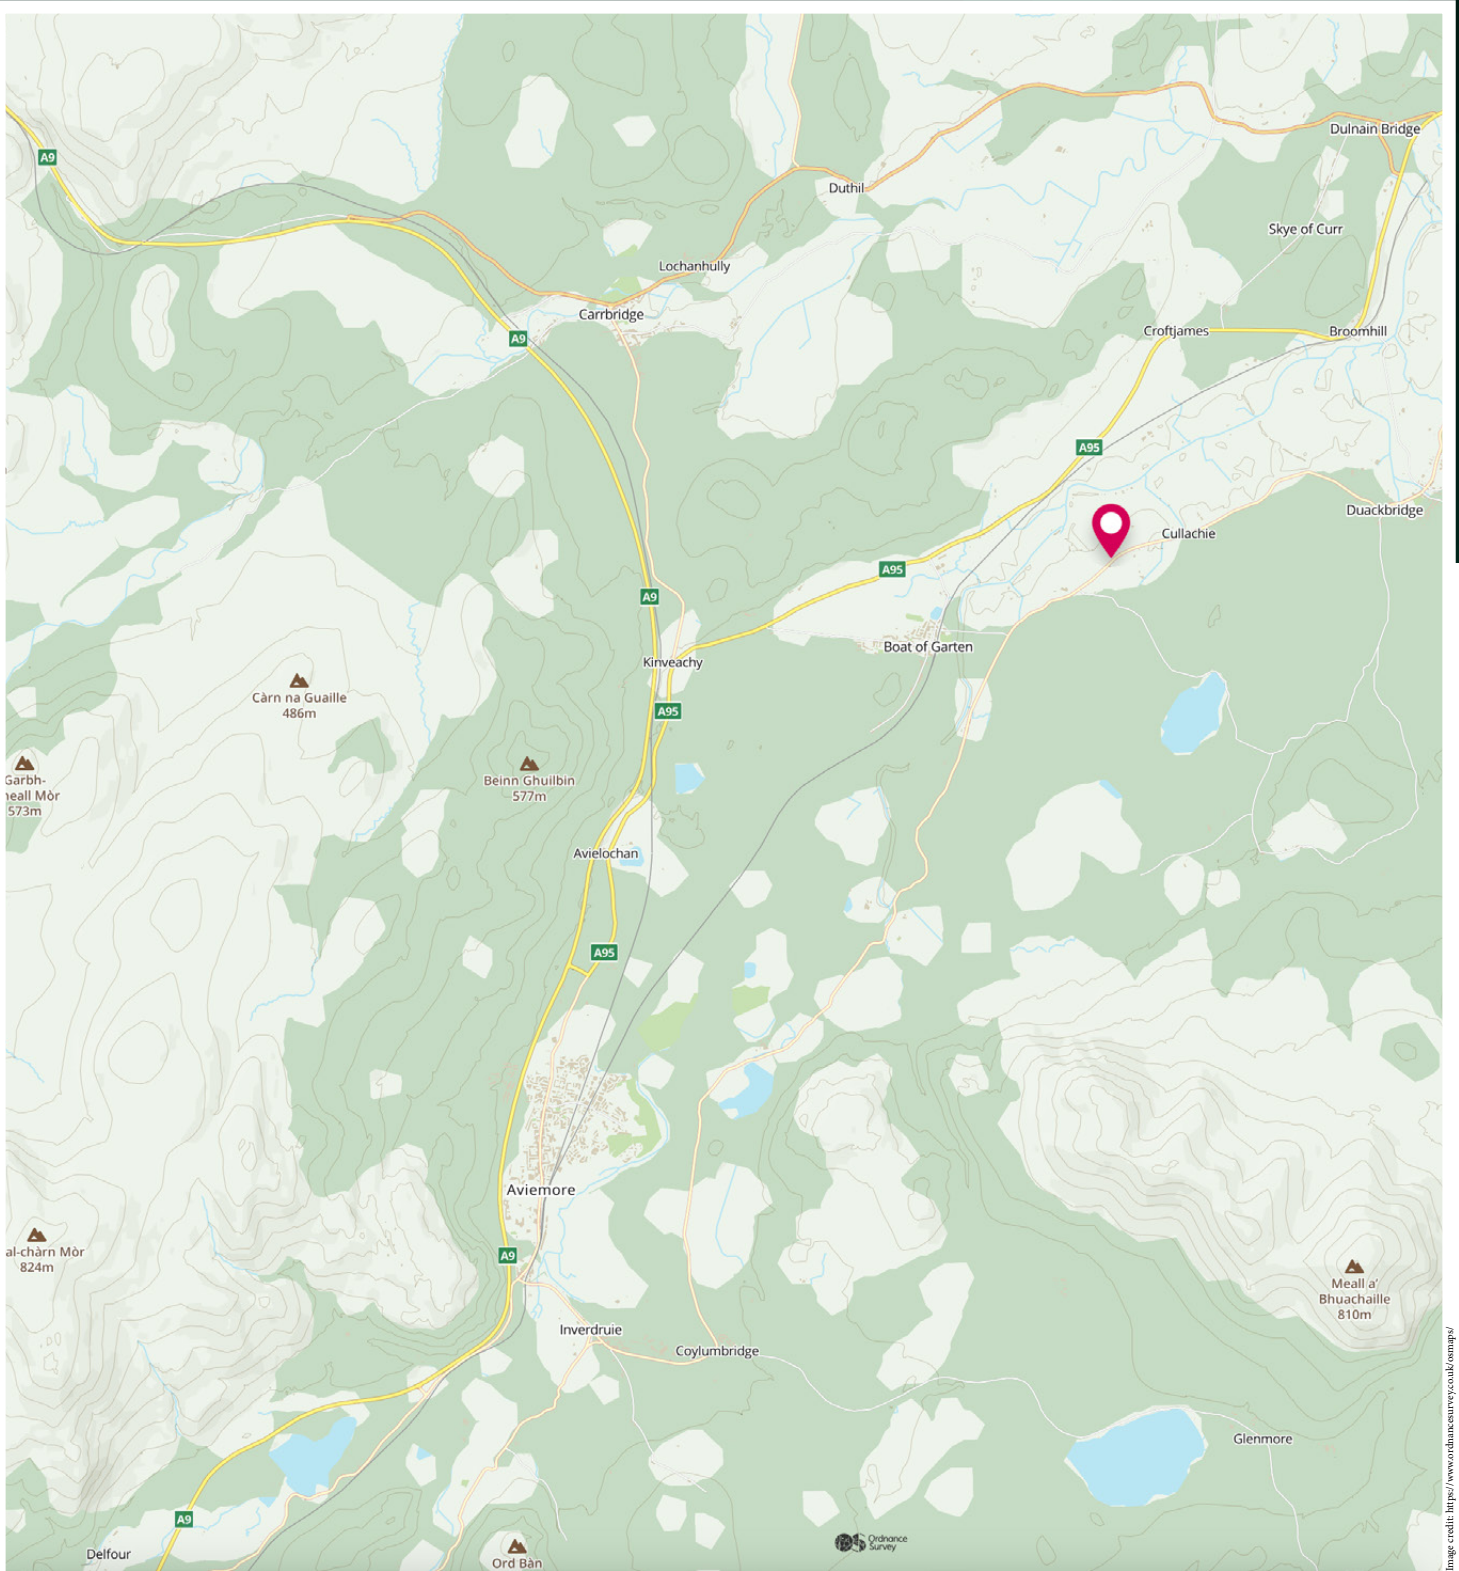 Dulnain Bridge
A9
Duthil
Skye of Curr
Lochanhully
Carrbridge
Croftjames
Broomhill
A9
A95
Duackbridge
Cullachie
A95
A9
Boat of Garten
Kinveachy
Càrn na Guaille
486m
A95
Garbh-
neall Mòr
573m
Beinn Ghuilbin
577m
Avielochan
A95
Aviemore
al-chàrn Mòr
824m
A9
Meall a'
Bhuachaille
810m
Inverdruie
Coylumbridge
Glenmore
A9
Ordnance
Survey
Delfour
Ord Bàn
Image credit: https://www.ordnancesurvey.co.uk/osmaps/